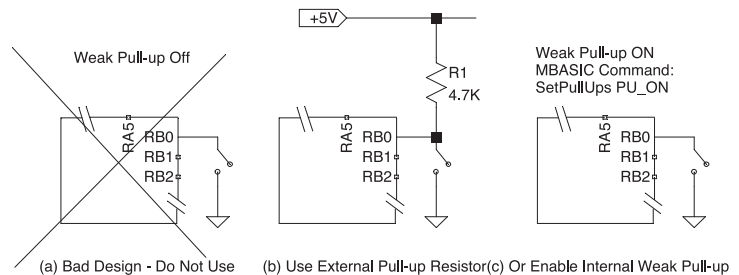 Weak Pull-up Off
RA5
RB0
RB1
RB2
(a) Bad Design - Do Not Use
+5V
R1
4.7K
RA5
RB0
RB1
RB2
(b) Use External Pull-up Resistor
Weak Pull-up ON
MBASIC Command:
SetPullUps PU_ON
RA5
RB0
RB1
RB2
(c) Or Enable Internal Weak Pull-up